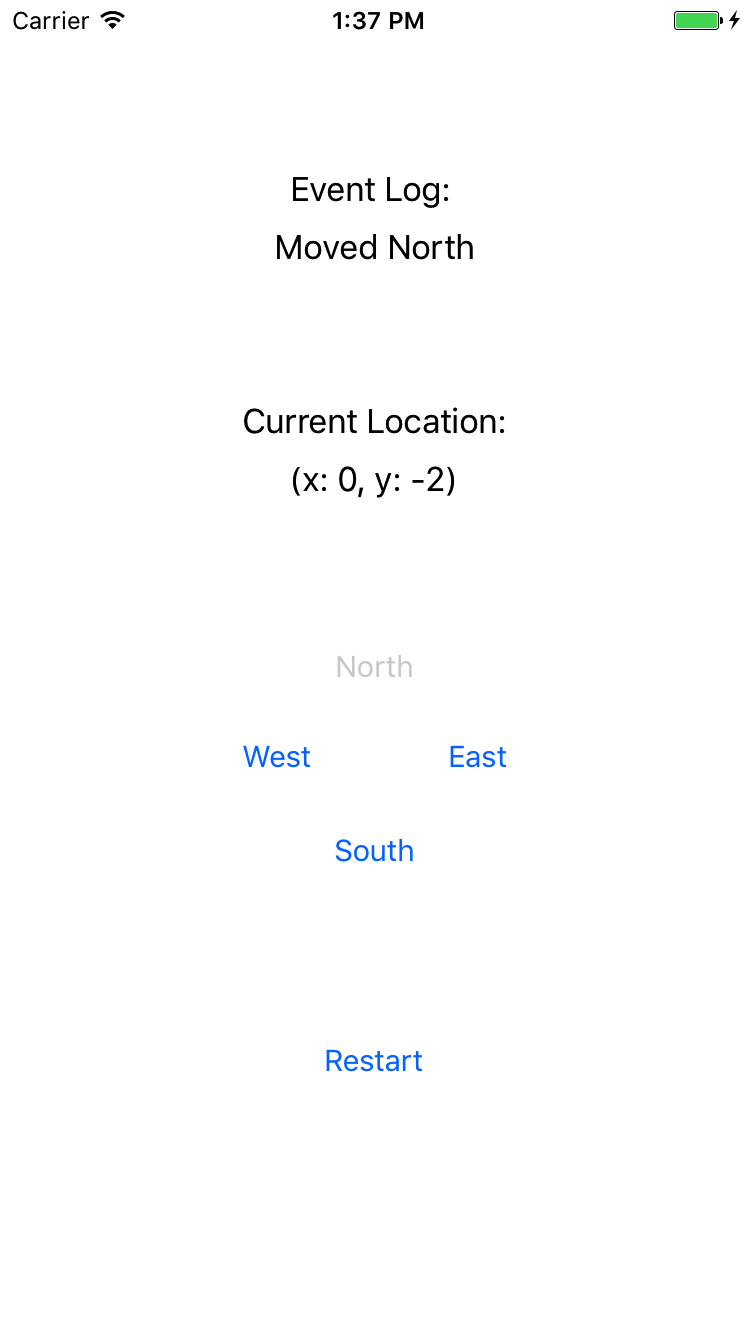 Carrier 1:37 PM
Event Log:
Moved North
Current Location:
(x: 0, y: -2)
North
West East
South
Restart